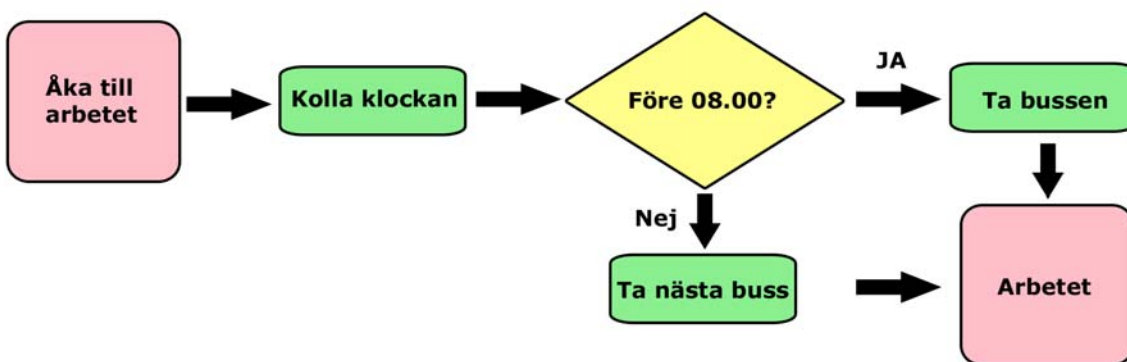 Åka till
arbetet
Kolla klockan
Före 08.00?
JA
Ta bussen
Nej
Ta nästa buss
Arbetet